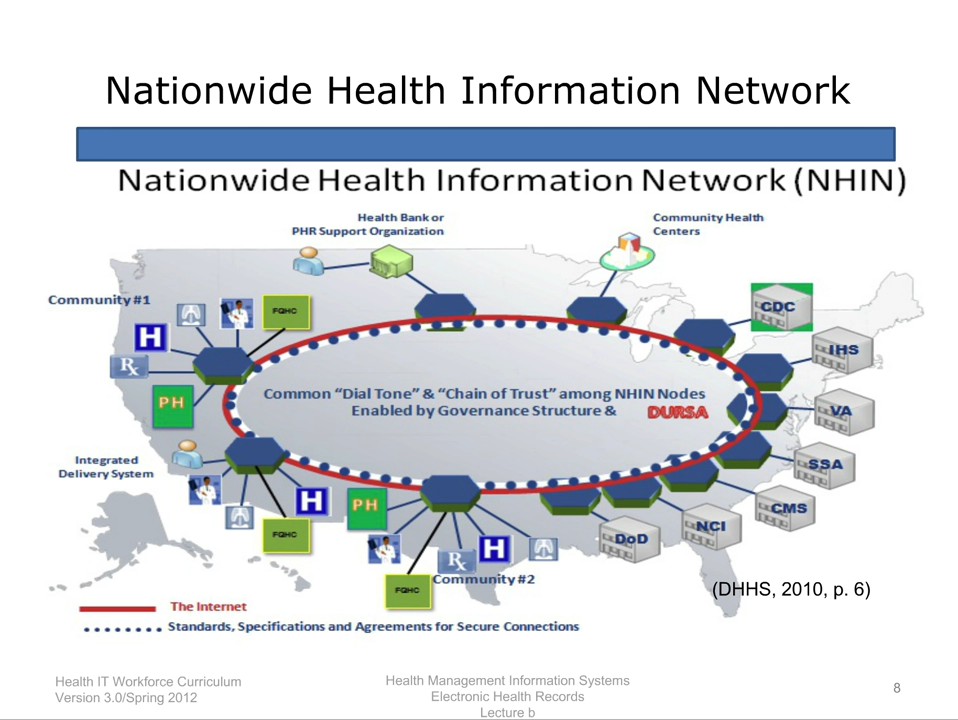 Nationwide Health Information Network
Nationwide Health Information Network (NHIN)
Health Bank or
PHR Support Organization
Community Health
Centers
Community #1
FQHC
H
Rx
PH
CDC
IHS
VA
SSA
CMS
NCI
DoD
Common “Dial Tone” & “Chain of Trust” among NHIN Nodes
Enabled by Governance Structure & DURSA
Integrated
Delivery System
H
FQHC
PH
Rx
H
FQHC
Community #2
(DHHS, 2010, p. 6)
The Internet
Standards, Specifications and Agreements for Secure Connections
Health IT Workforce Curriculum
Version 3.0/Spring 2012
Health Management Information Systems
Electronic Health Records
Lecture b
8